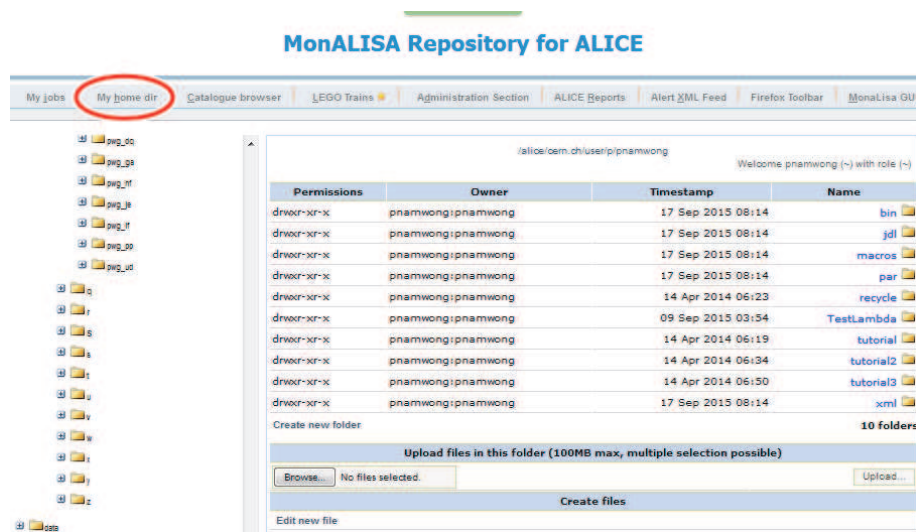 MonALISA Repository for ALICE
My jobs My home dir Catalogue browser LEGO Trains Administration Section ALICE Reports Alert XML Feed Firefox Toolbar MonaLisa GU
pwg_dq
pwg_ga
pwg_hf
pwg_je
pwg_lf
pwg_pp
pwg_ud
q
r
s
t
u
v
w
y
z
data
/alice/cern.ch/user/p/pnamwong
Welcome pnamwong (~) with role (~)
Permissions Owner Timestamp Name
drwxr-xr-x pnamwong:pnamwong 17 Sep 2015 08:14 bin
drwxr-xr-x pnamwong:pnamwong 17 Sep 2015 08:14 jdl
drwxr-xr-x pnamwong:pnamwong 17 Sep 2015 08:14 macros
drwxr-xr-x pnamwong:pnamwong 17 Sep 2015 08:14 par
drwxr-xr-x pnamwong:pnamwong 14 Apr 2014 06:23 recycle
drwxr-xr-x pnamwong:pnamwong 09 Sep 2015 03:54 TestLambda
drwxr-xr-x pnamwong:pnamwong 14 Apr 2014 06:19 tutorial
drwxr-xr-x pnamwong:pnamwong 14 Apr 2014 06:34 tutorial2
drwxr-xr-x pnamwong:pnamwong 14 Apr 2014 06:50 tutorial3
drwxr-xr-x pnamwong:pnamwong 17 Sep 2015 08:14 xml
Create new folder 10 folders
Upload files in this folder (100MB max, multiple selection possible)
Browse... No files selected. Upload...
Create files
Edit new file